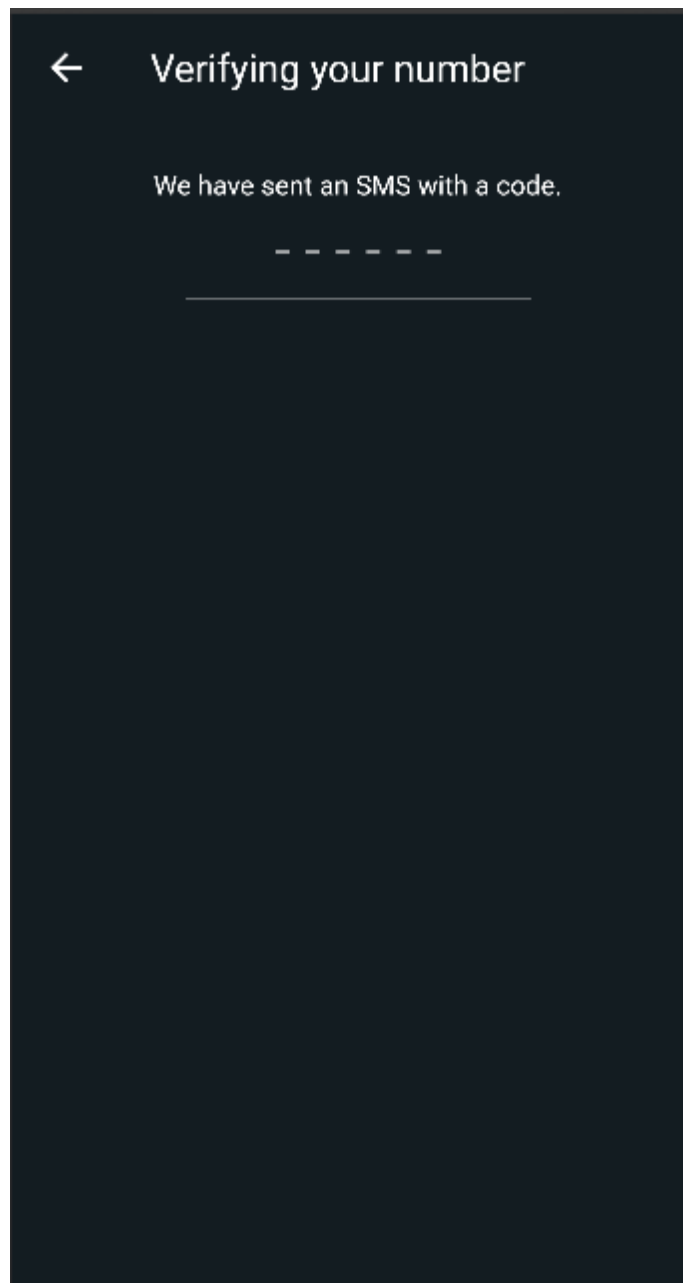 Verifying your number
We have sent an SMS with a code.
– – – – – –